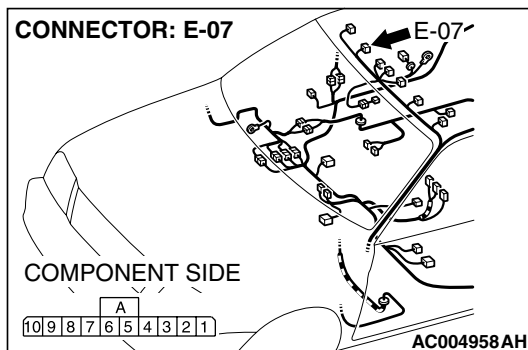 CONNECTOR: E-07
E-07
COMPONENT SIDE
A
10 9 8 7 6 5 4 3 2 1
AC004958AH